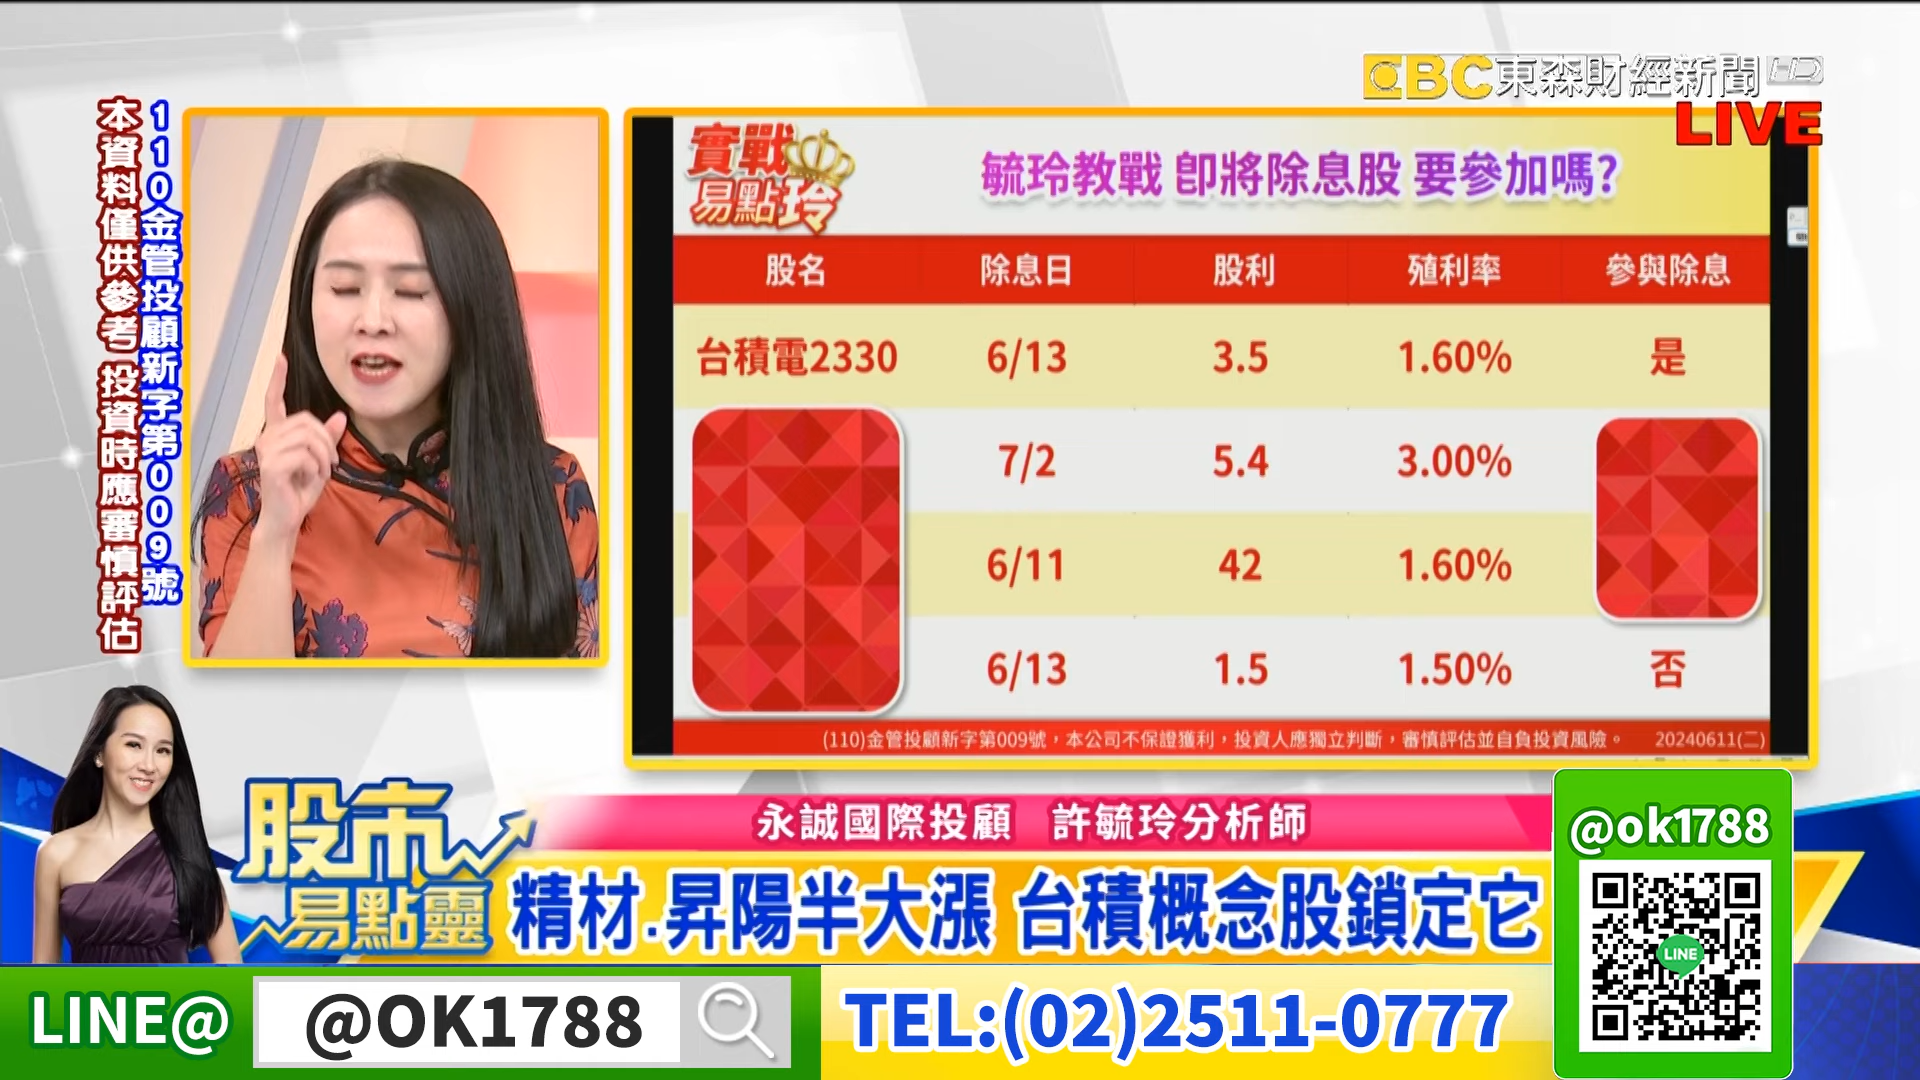 EBC東森財經新聞HD
LIVE
本資料僅供參考 投資時應審慎評估
110金管投顧新字第009號
實戰
易點玲
毓玲教戰 即將除息股 要參加嗎?
股名 除息日 股利 殖利率 參與除息
台積電2330 6/13 3.5 1.60% 是
7/2 5.4 3.00%
6/11 42 1.60%
6/13 1.5 1.50% 否
(110)金管投顧新字第009號，本公司不保證獲利，投資人應獨立判斷，審慎評估並自負投資風險。 20240611(二)
股市
易點靈
永誠國際投顧 許毓玲分析師
精材.昇陽半大漲 台積概念股鎖定它
@ok1788
LINE
LINE@ @OK1788 TEL:(02)2511-0777